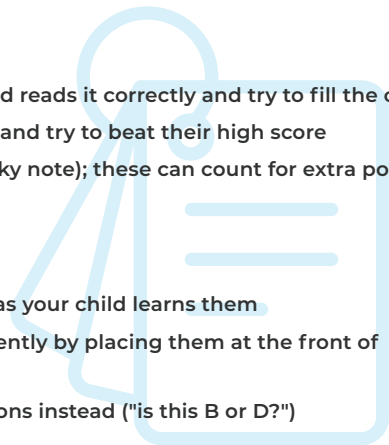 d reads it correctly and try to fill the
and try to beat their high score
ky note); these can count for extra po
as your child learns them
ently by placing them at the front of
ons instead ("is this B or D?")